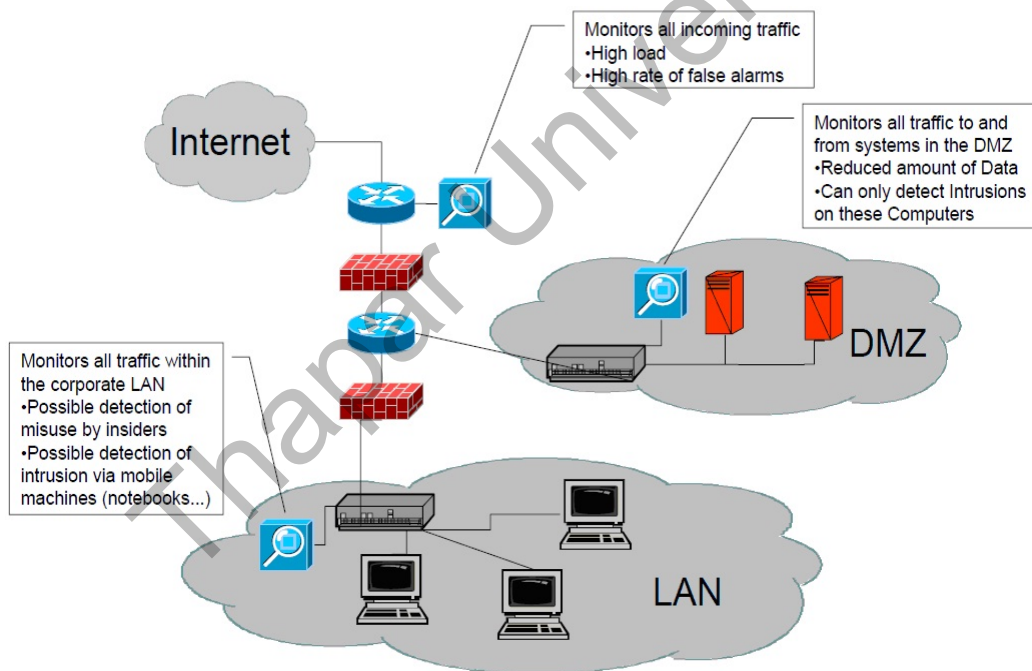 Monitors all incoming traffic
•High load
•High rate of false alarms
Internet
Monitors all traffic to and
from systems in the DMZ
•Reduced amount of Data
•Can only detect Intrusions
on these Computers
DMZ
Monitors all traffic within
the corporate LAN
•Possible detection of
misuse by insiders
•Possible detection of
intrusion via mobile
machines (notebooks...)
LAN
Thapar Univer